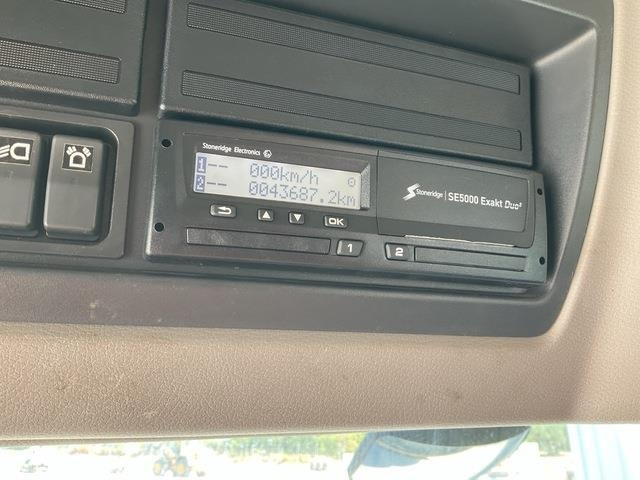 Stoneridge Electronics
1 -- 000km/h
2 -- 0043687.2km
Stoneridge | SE5000 Exakt Duo²
OK
1
2